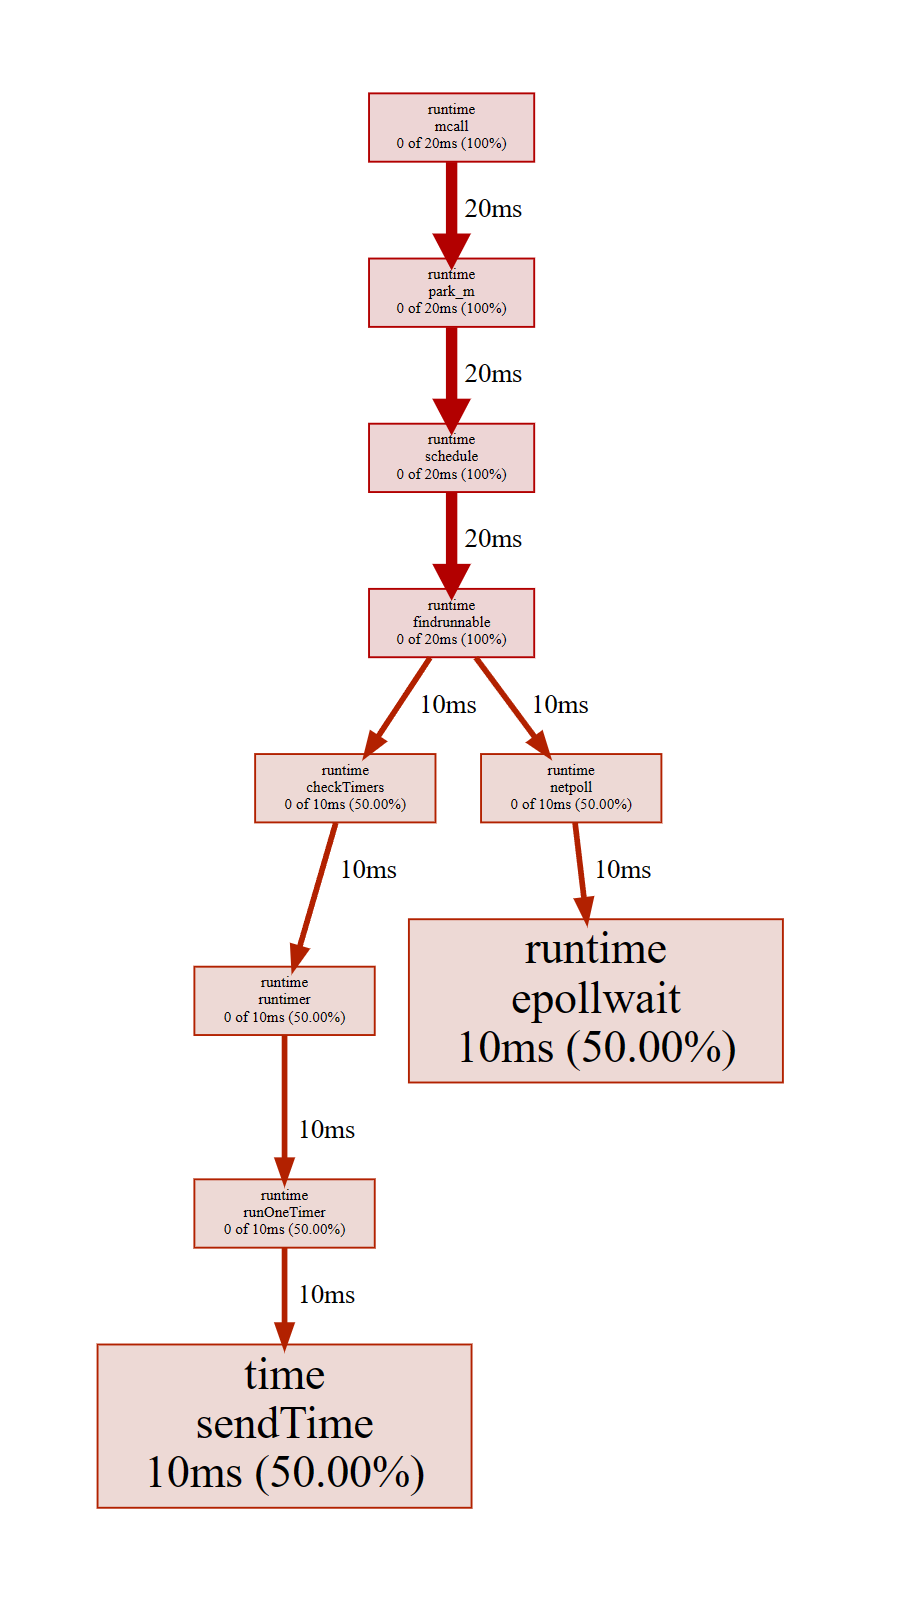 runtime
mcall
0 of 20ms (100%)
20ms
runtime
park_m
0 of 20ms (100%)
20ms
runtime
schedule
0 of 20ms (100%)
20ms
runtime
findrunnable
0 of 20ms (100%)
10ms
10ms
runtime
checkTimers
0 of 10ms (50.00%)
runtime
netpoll
0 of 10ms (50.00%)
10ms
10ms
runtime
epollwait
10ms (50.00%)
runtime
runtimer
0 of 10ms (50.00%)
10ms
runtime
runOneTimer
0 of 10ms (50.00%)
10ms
time
sendTime
10ms (50.00%)